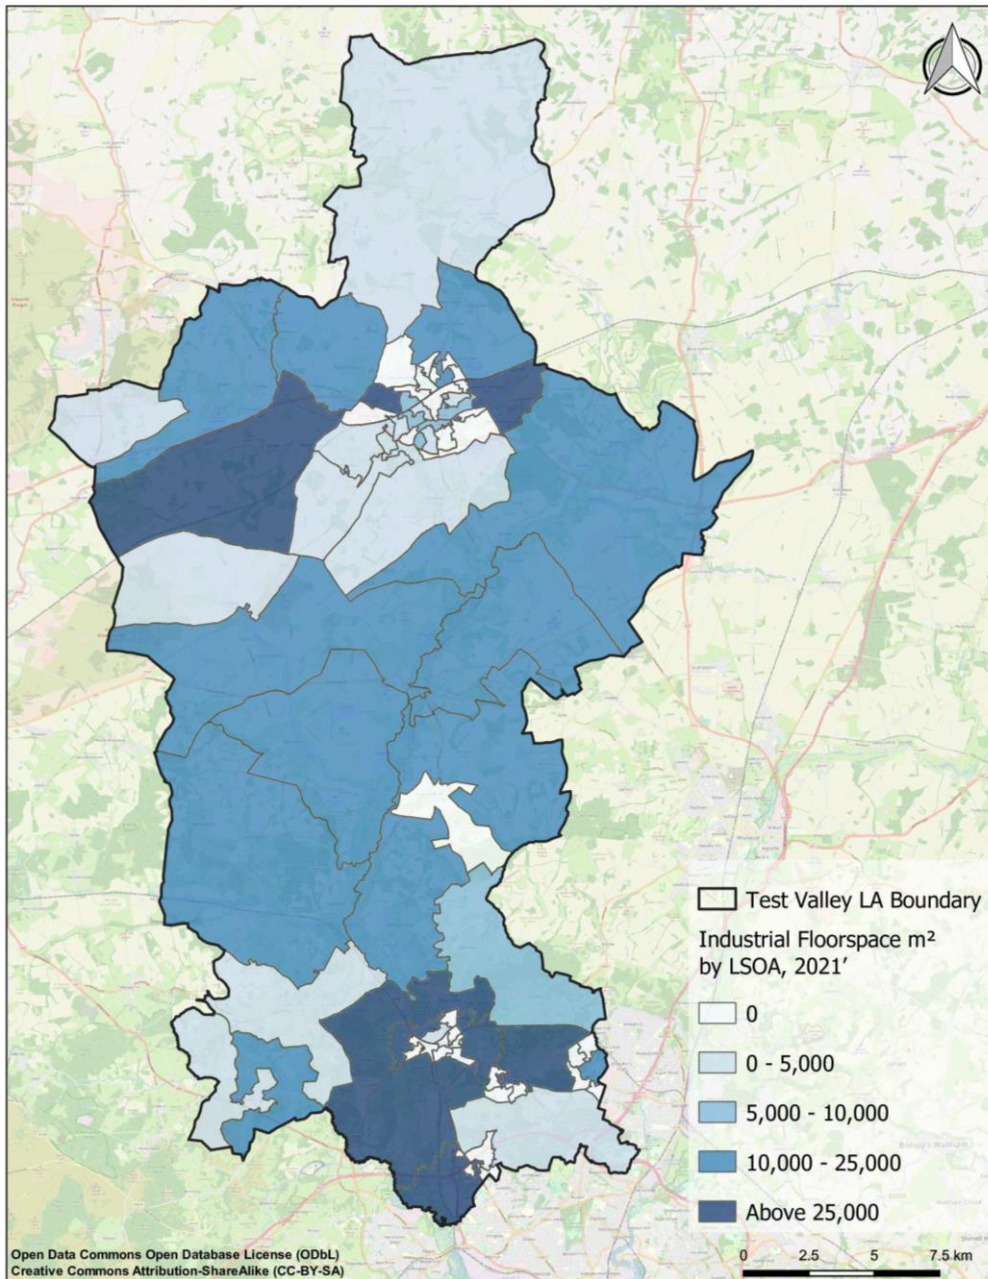 Test Valley LA Boundary
Industrial Floorspace m²
by LSOA, 2021'
0
0 - 5,000
5,000 - 10,000
10,000 - 25,000
Above 25,000
Open Data Commons Open Database License (ODbL)
Creative Commons Attribution-ShareAlike (CC-BY-SA)
0 2.5 5 7.5 km